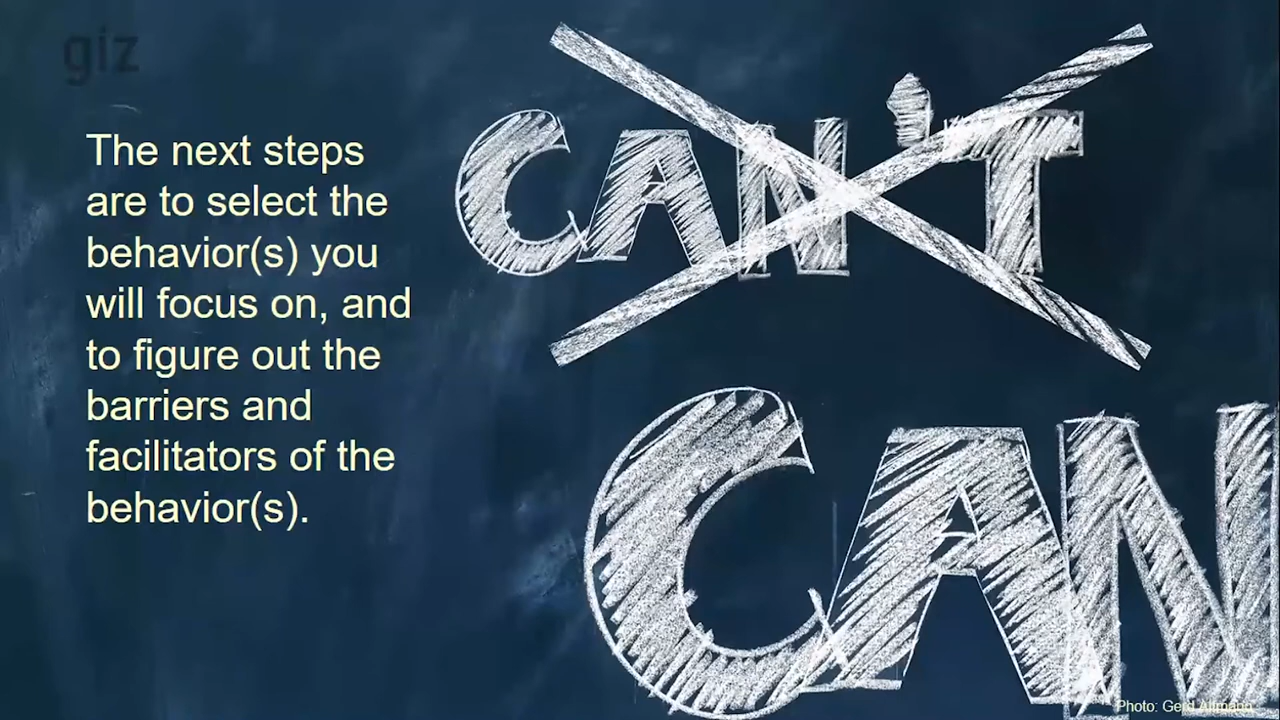 giz
The next steps
are to select the
behavior(s) you
will focus on, and
to figure out the
barriers and
facilitators of the
behavior(s).
CAN'T
CAN
Photo: Gerd Altmann